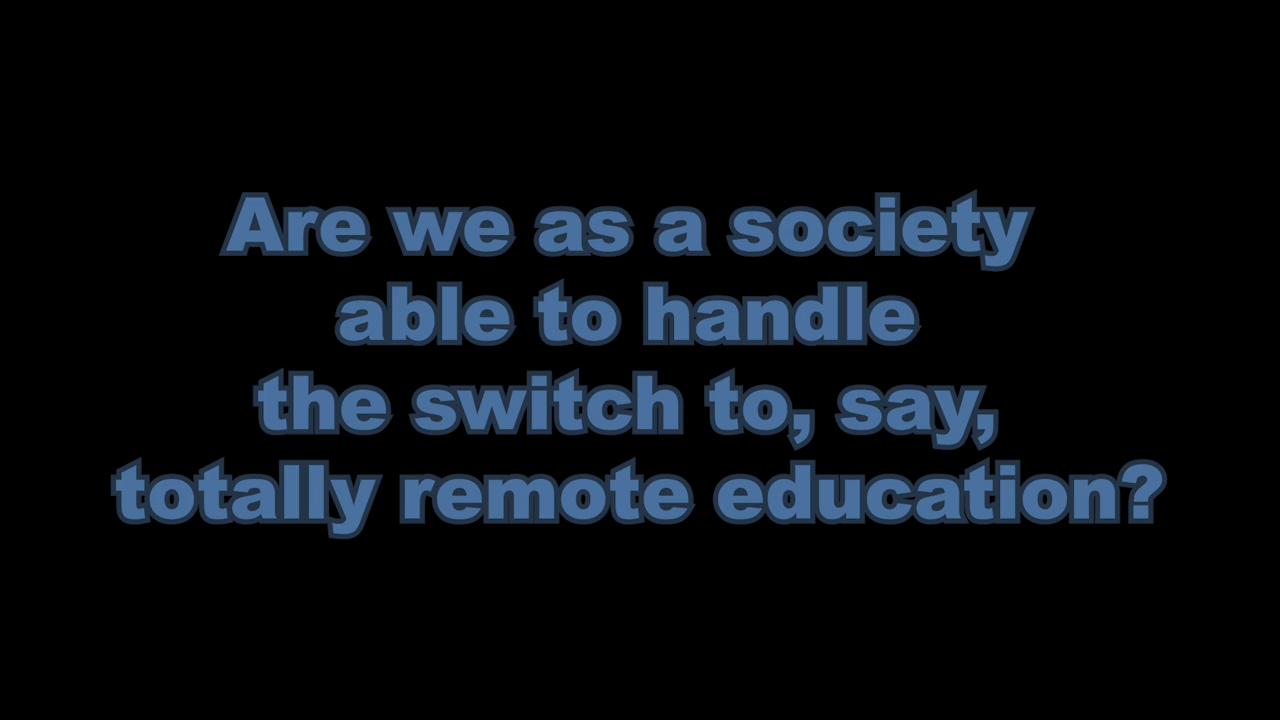 Are we as a society
able to handle
the switch to, say,
totally remote education?